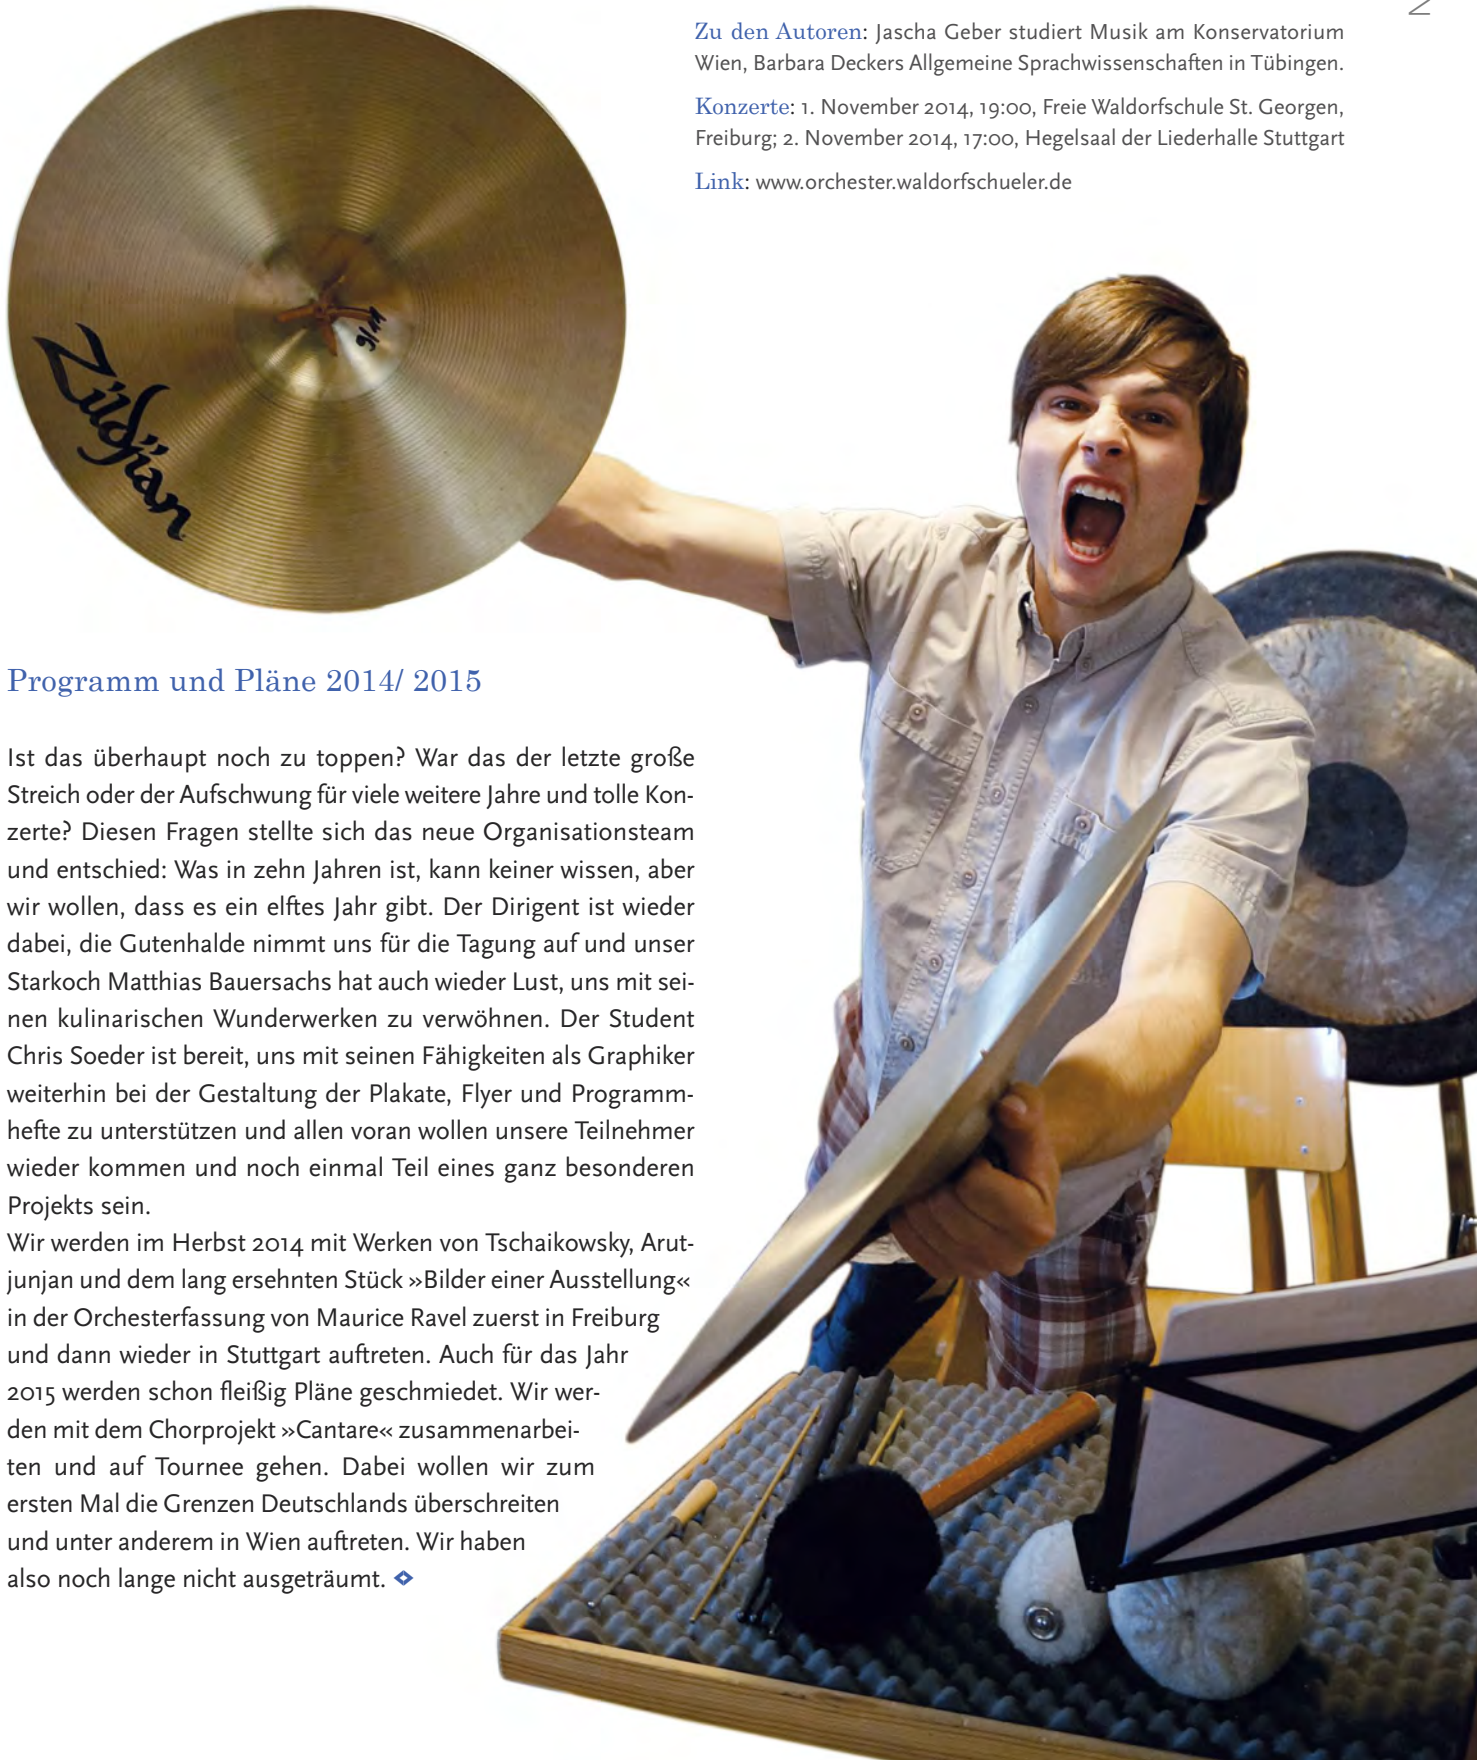 Zu den Autoren: Jascha Geber studiert Musik am Konservatorium
Wien, Barbara Deckers Allgemeine Sprachwissenschaften in Tübingen.
Konzerte: 1. November 2014, 19:00, Freie Waldorfschule St. Georgen,
Freiburg; 2. November 2014, 17:00, Hegelsaal der Liederhalle Stuttgart
Link: www.orchester.waldorfschueler.de
Zildjian
Programm und Pläne 2014/ 2015
Ist das überhaupt noch zu toppen? War das der letzte große
Streich oder der Aufschwung für viele weitere Jahre und tolle Kon-
zerte? Diesen Fragen stellte sich das neue Organisationsteam
und entschied: Was in zehn Jahren ist, kann keiner wissen, aber
wir wollen, dass es ein elftes Jahr gibt. Der Dirigent ist wieder
dabei, die Gutenhalde nimmt uns für die Tagung auf und unser
Starkoch Matthias Bauersachs hat auch wieder Lust, uns mit sei-
nen kulinarischen Wunderwerken zu verwöhnen. Der Student
Chris Soeder ist bereit, uns mit seinen Fähigkeiten als Graphiker
weiterhin bei der Gestaltung der Plakate, Flyer und Programm-
hefte zu unterstützen und allen voran wollen unsere Teilnehmer
wieder kommen und noch einmal Teil eines ganz besonderen
Projekts sein.
Wir werden im Herbst 2014 mit Werken von Tschaikowsky, Arut-
junjan und dem lang ersehnten Stück »Bilder einer Ausstellung«
in der Orchesterfassung von Maurice Ravel zuerst in Freiburg
und dann wieder in Stuttgart auftreten. Auch für das Jahr
2015 werden schon fleißig Pläne geschmiedet. Wir wer-
den mit dem Chorprojekt »Cantare« zusammenarbei-
ten und auf Tournee gehen. Dabei wollen wir zum
ersten Mal die Grenzen Deutschlands überschreiten
und unter anderem in Wien auftreten. Wir haben
also noch lange nicht ausgeträumt.